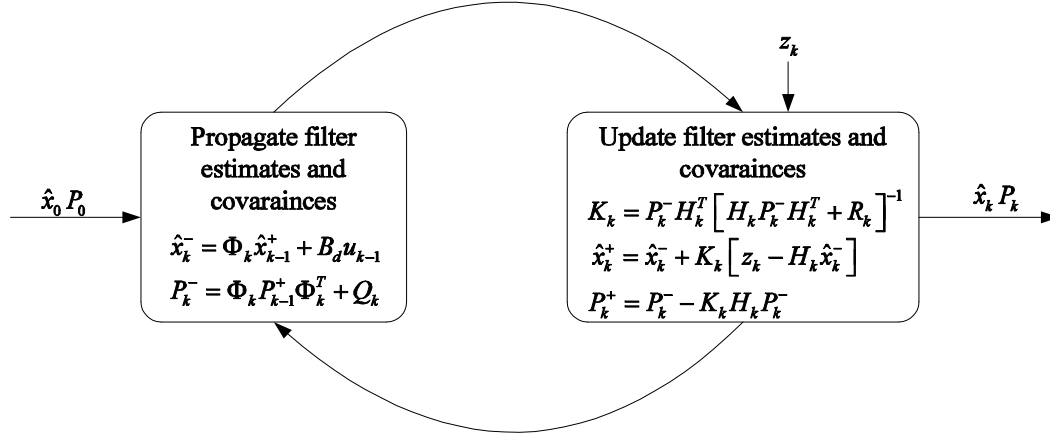 z_k
Propagate filter
estimates and
covarainces
x̂_k^- = Φ_k x̂_{k-1}^+ + B_d u_{k-1}
P_k^- = Φ_k P_{k-1}^+ Φ_k^T + Q_k
Update filter estimates and
covarainces
K_k = P_k^- H_k^T [H_k P_k^- H_k^T + R_k]^{-1}
x̂_k^+ = x̂_k^- + K_k [z_k − H_k x̂_k^-]
P_k^+ = P_k^- − K_k H_k P_k^-
x̂_0 P_0
x̂_k P_k